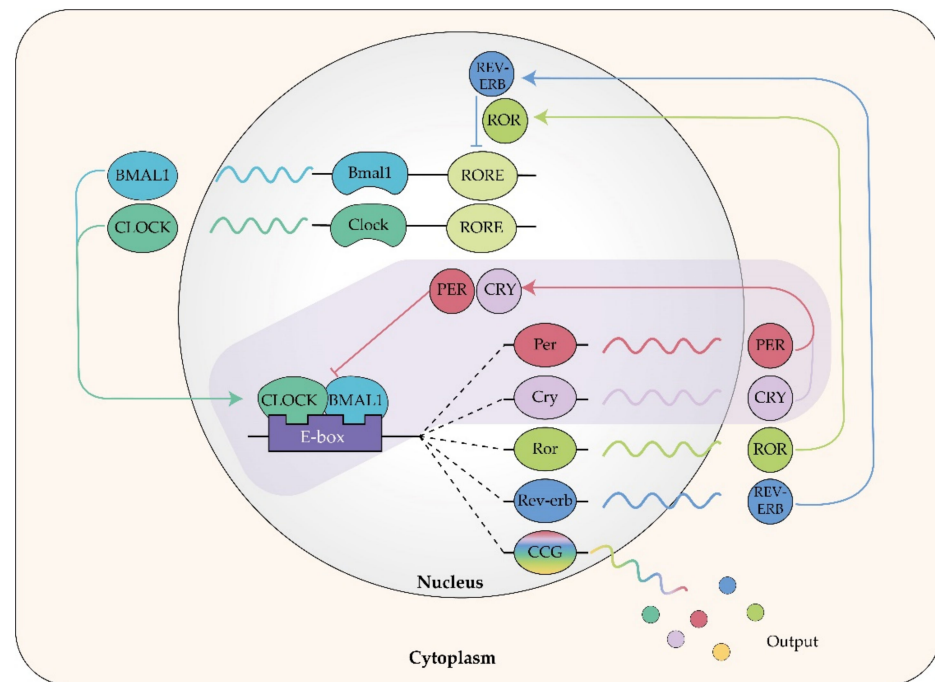 REV-
ERB
ROR
BMAL1
Bmal1
RORE
CLOCK
Clock
RORE
PER
CRY
Per
PER
CLOCK
BMAL1
Cry
CRY
E-box
Ror
ROR
Rev-erb
REV-
ERB
CCG
Nucleus
Output
Cytoplasm